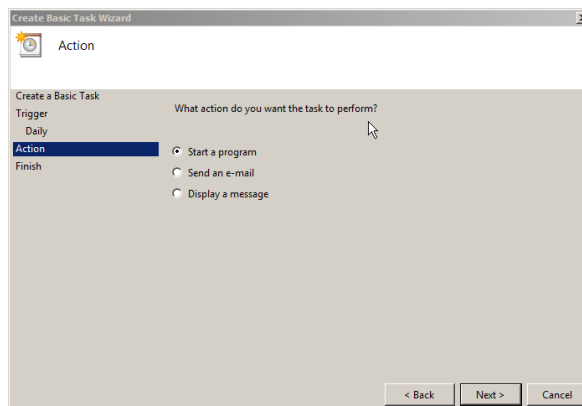 Create Basic Task Wizard
Action
Create a Basic Task
Trigger
Daily
Action
Finish
What action do you want the task to perform?
Start a program
Send an e-mail
Display a message
< Back
Next >
Cancel